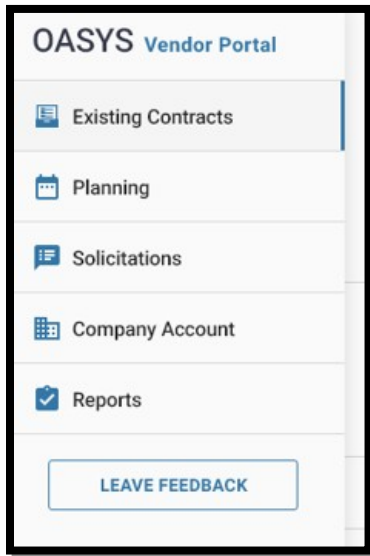 OASYS Vendor Portal
Existing Contracts
Planning
Solicitations
Company Account
Reports
LEAVE FEEDBACK